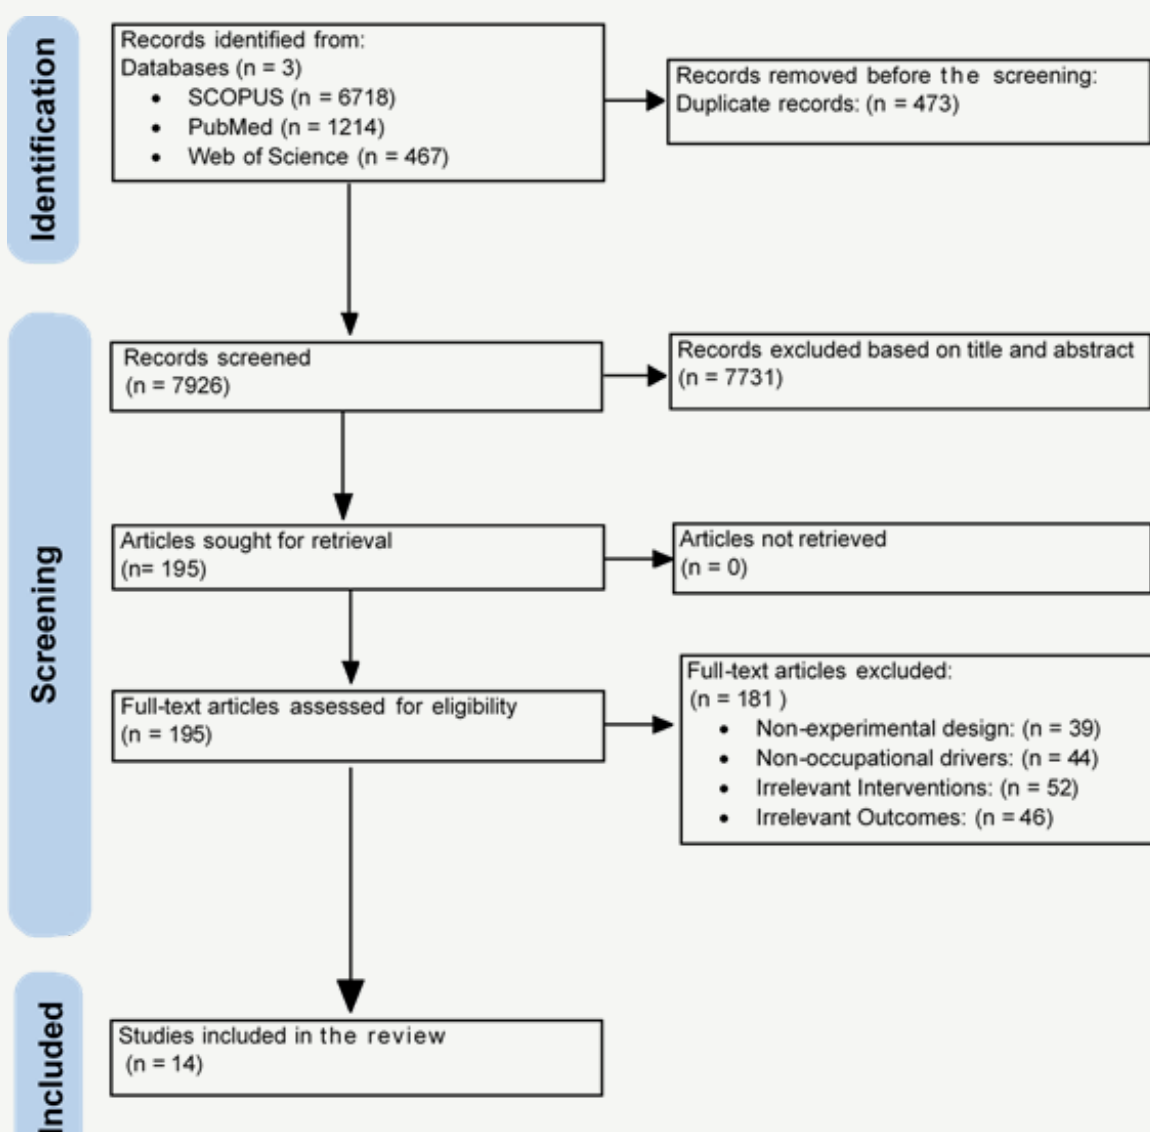 Identification
Records identified from:
Databases (n = 3)
• SCOPUS (n = 6718)
• PubMed (n = 1214)
• Web of Science (n = 467)
Records removed before the screening:
Duplicate records: (n = 473)
Screening
Records screened
(n = 7926)
Records excluded based on title and abstract
(n = 7731)
Articles sought for retrieval
(n= 195)
Articles not retrieved
(n = 0)
Full-text articles assessed for eligibility
(n = 195)
Full-text articles excluded:
(n = 181 )
• Non-experimental design: (n = 39)
• Non-occupational drivers: (n = 44)
• Irrelevant Interventions: (n = 52)
• Irrelevant Outcomes: (n = 46)
Included
Studies included in the review
(n = 14)